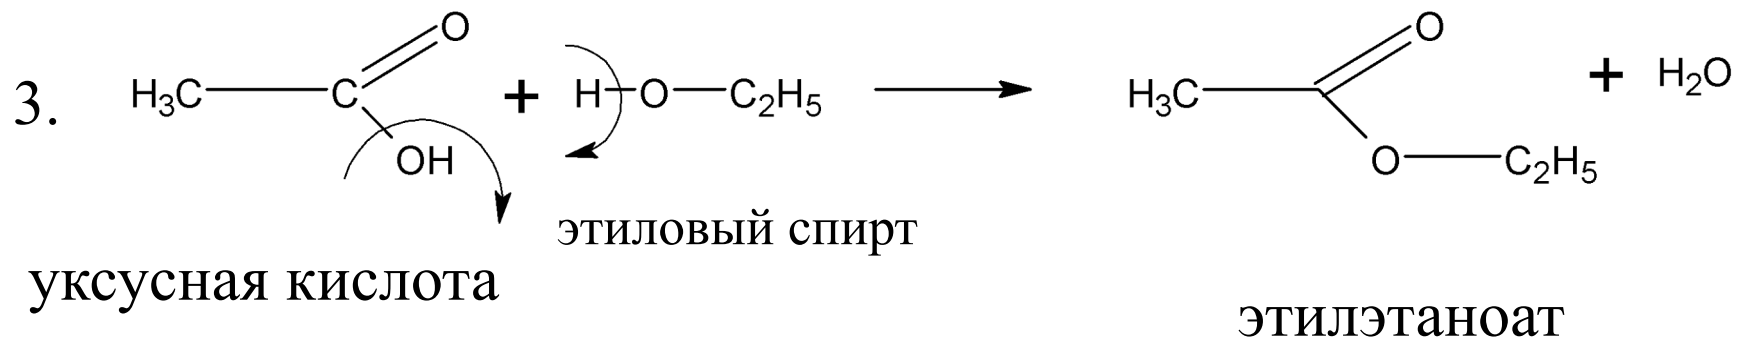 3. H₃C C O OH + H O C₂H₅ H₃C O O C₂H₅ + H₂O
этиловый спирт
уксусная кислота
этилэтаноат